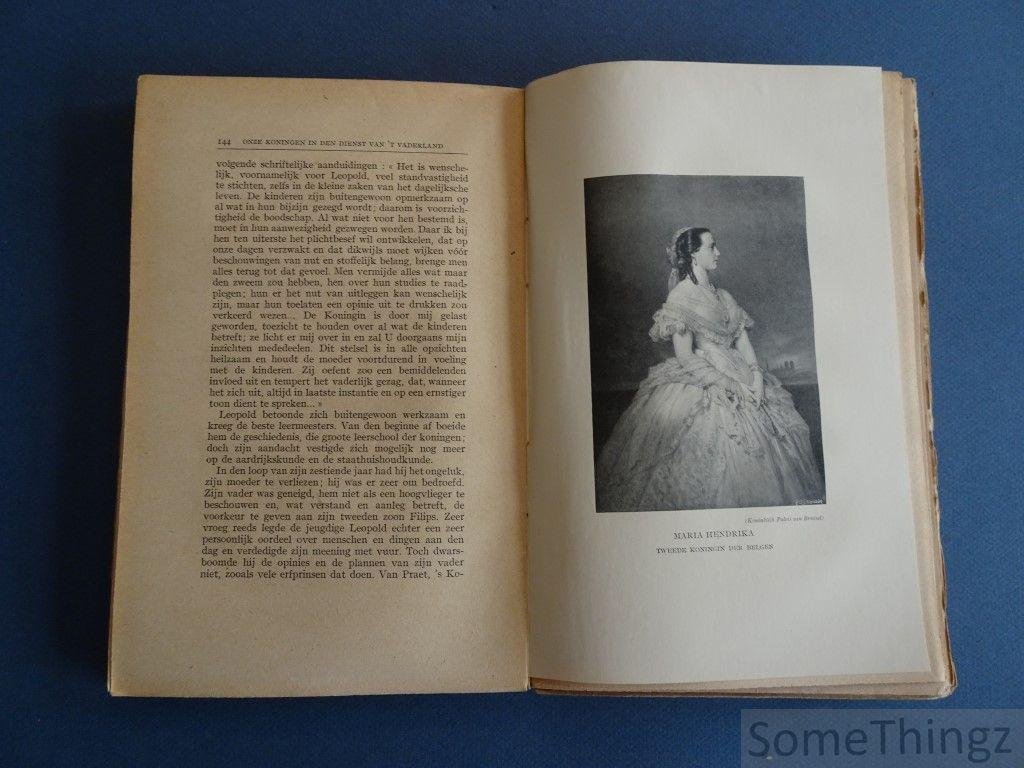 144 ONZE KONINGEN IN DEN DIENST VAN 'T VADERLAND
volgende schriftelijke aanduidingen : « Het is wensche-
lijk, voornamelijk voor Leopold, veel standvastigheid
te stichten, zelfs in de kleine zaken van het dagelijksche
leven. De kinderen zijn buitengewoon opmerkzaam op
al wat in hun bijzijn gezegd wordt; daarom is voorzich-
tigheid de boodschap. Al wat niet voor hen bestemd is,
moet in hun aanwezigheid gezwegen worden. Daar ik bij
hen ten uiterste het plichtbesef wil ontwikkelen, dat op
onze dagen verzwakt en dat dikwijls moet wijken vóór
beschouwingen van nut en stoffelijk belang, brenge men
alles terug tot dat gevoel. Men vermijde alles wat maar
den zweem zou hebben, hen over hun studies te raad-
plegen; hun er het nut van uitleggen kan wenschelijk
zijn, maar hun toelaten een opinie uit te drukken zou
verkeerd wezen... De Koningin is door mij gelast
geworden, toezicht te houden over al wat de kinderen
betreft; ze licht er mij over in en zal U doorgaans mijn
inzichten mededeelen. Dit stelsel is in alle opzichten
heilzaam en houdt de moeder voortdurend in voeling
met de kinderen. Zij oefent zoo een bemiddelenden
invloed uit en tempert het vaderlijk gezag, dat, wanneer
het zich uit, altijd in laatste instantie en op een ernstiger
toon dient te spreken... »
Leopold betoonde zich buitengewoon werkzaam en
kreeg de beste leermeesters. Van den beginne af boeide
hem de geschiedenis, die groote leerschool der koningen;
doch zijn aandacht vestigde zich mogelijk nog meer
op de aardrijkskunde en de staathuishoudkunde.
In den loop van zijn zestiende jaar had hij het ongeluk,
zijn moeder te verliezen; hij was er zeer om bedroefd.
Zijn vader was geneigd, hem niet als een hoogvlieger te
beschouwen en, wat verstand en aanleg betreft, de
voorkeur te geven aan zijn tweeden zoon Filips. Zeer
vroeg reeds legde de jeugdige Leopold echter een zeer
persoonlijk oordeel over menschen en dingen aan den
dag en verdedigde zijn meening met vuur. Toch dwars-
boomde hij de opinies en de plannen van zijn vader
niet, zooals vele erfprinsen dat doen. Van Praet, 's Ko-
(Koninklijk Paleis van Brussel)
MARIA HENDRIKA
TWEEDE KONINGIN DER BELGEN
SomeThingz